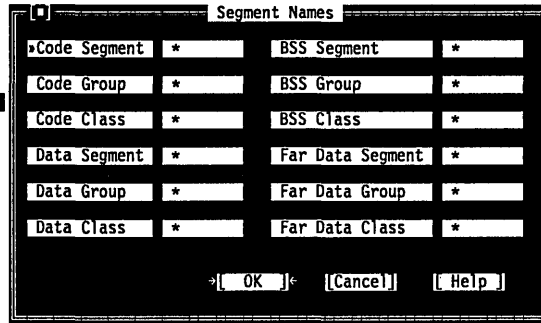 [□] Segment Names
»Code Segment * BSS Segment *
Code Group * BSS Group *
Code Class * BSS Class *
Data Segment * Far Data Segment *
Data Group * Far Data Group *
Data Class * Far Data Class *
→[ OK ]← [Cancel] [ Help ]